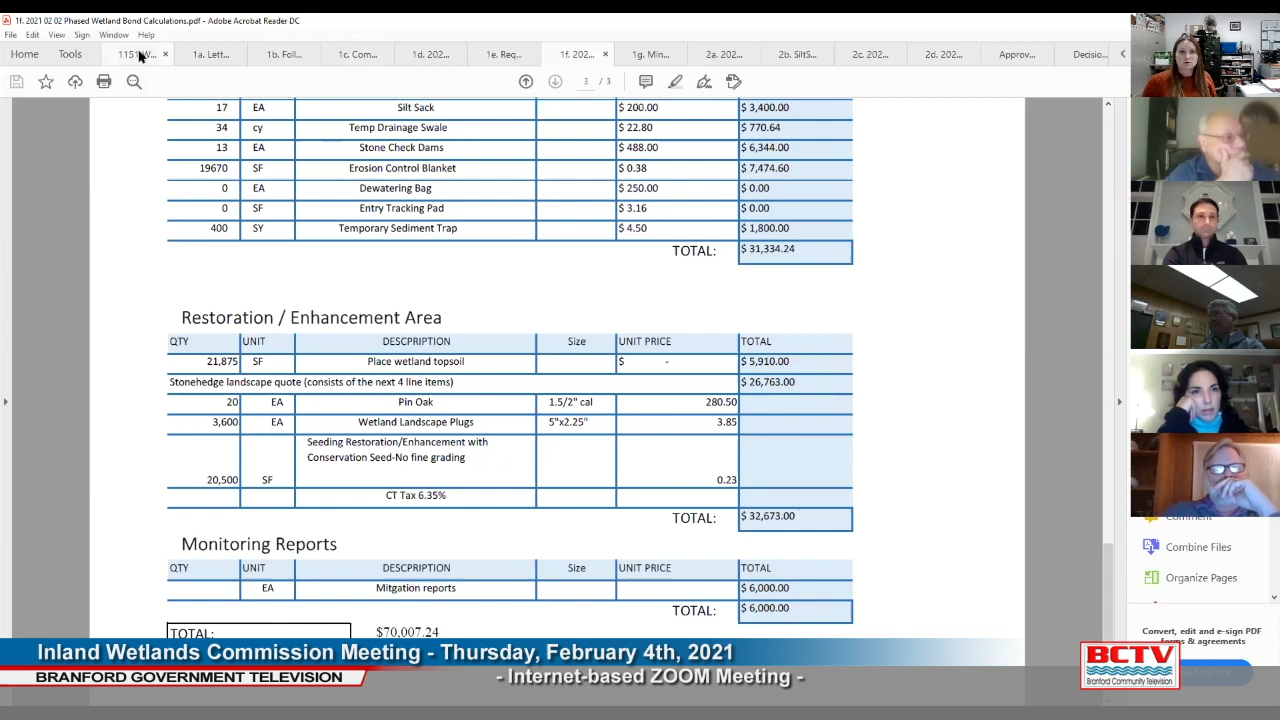 1f. 2021 02 02 Phased Wetland Bond Calculations.pdf - Adobe Acrobat Reader DC
File Edit View Sign Window Help
Home Tools 1151 W... × 1a. Lett... 1b. Foll... 1c. Com... 1d. 202... 1e. Req... 1f. 202... × 1g. Min... 2a. 202... 2b. SiltS... 2c. 202... 2d. 202... Approv... Decisio...
3 / 3
17 EA Silt Sack $ 200.00 $ 3,400.00
34 cy Temp Drainage Swale $ 22.80 $ 770.64
13 EA Stone Check Dams $ 488.00 $ 6,344.00
19670 SF Erosion Control Blanket $ 0.38 $ 7,474.60
0 EA Dewatering Bag $ 250.00 $ 0.00
0 SF Entry Tracking Pad $ 3.16 $ 0.00
400 SY Temporary Sediment Trap $ 4.50 $ 1,800.00
TOTAL: $ 31,334.24
Restoration / Enhancement Area
QTY UNIT DESCRIPTION Size UNIT PRICE TOTAL
21,875 SF Place wetland topsoil $ - $ 5,910.00
Stonehedge landscape quote (consists of the next 4 line items) $ 26,763.00
20 EA Pin Oak 1.5/2" cal 280.50
3,600 EA Wetland Landscape Plugs 5"x2.25" 3.85
Seeding Restoration/Enhancement with
Conservation Seed-No fine grading
20,500 SF 0.23
CT Tax 6.35%
TOTAL: $ 32,673.00
Monitoring Reports
QTY UNIT DESCRIPTION Size UNIT PRICE TOTAL
EA Mitgation reports $ 6,000.00
TOTAL: $ 6,000.00
TOTAL: $70,007.24
Comment
Combine Files
Organize Pages
Convert, edit and e-sign PDF
forms & agreements
Inland Wetlands Commission Meeting - Thursday, February 4th, 2021
BRANFORD GOVERNMENT TELEVISION - Internet-based ZOOM Meeting -
BCTV
Branford Community Television